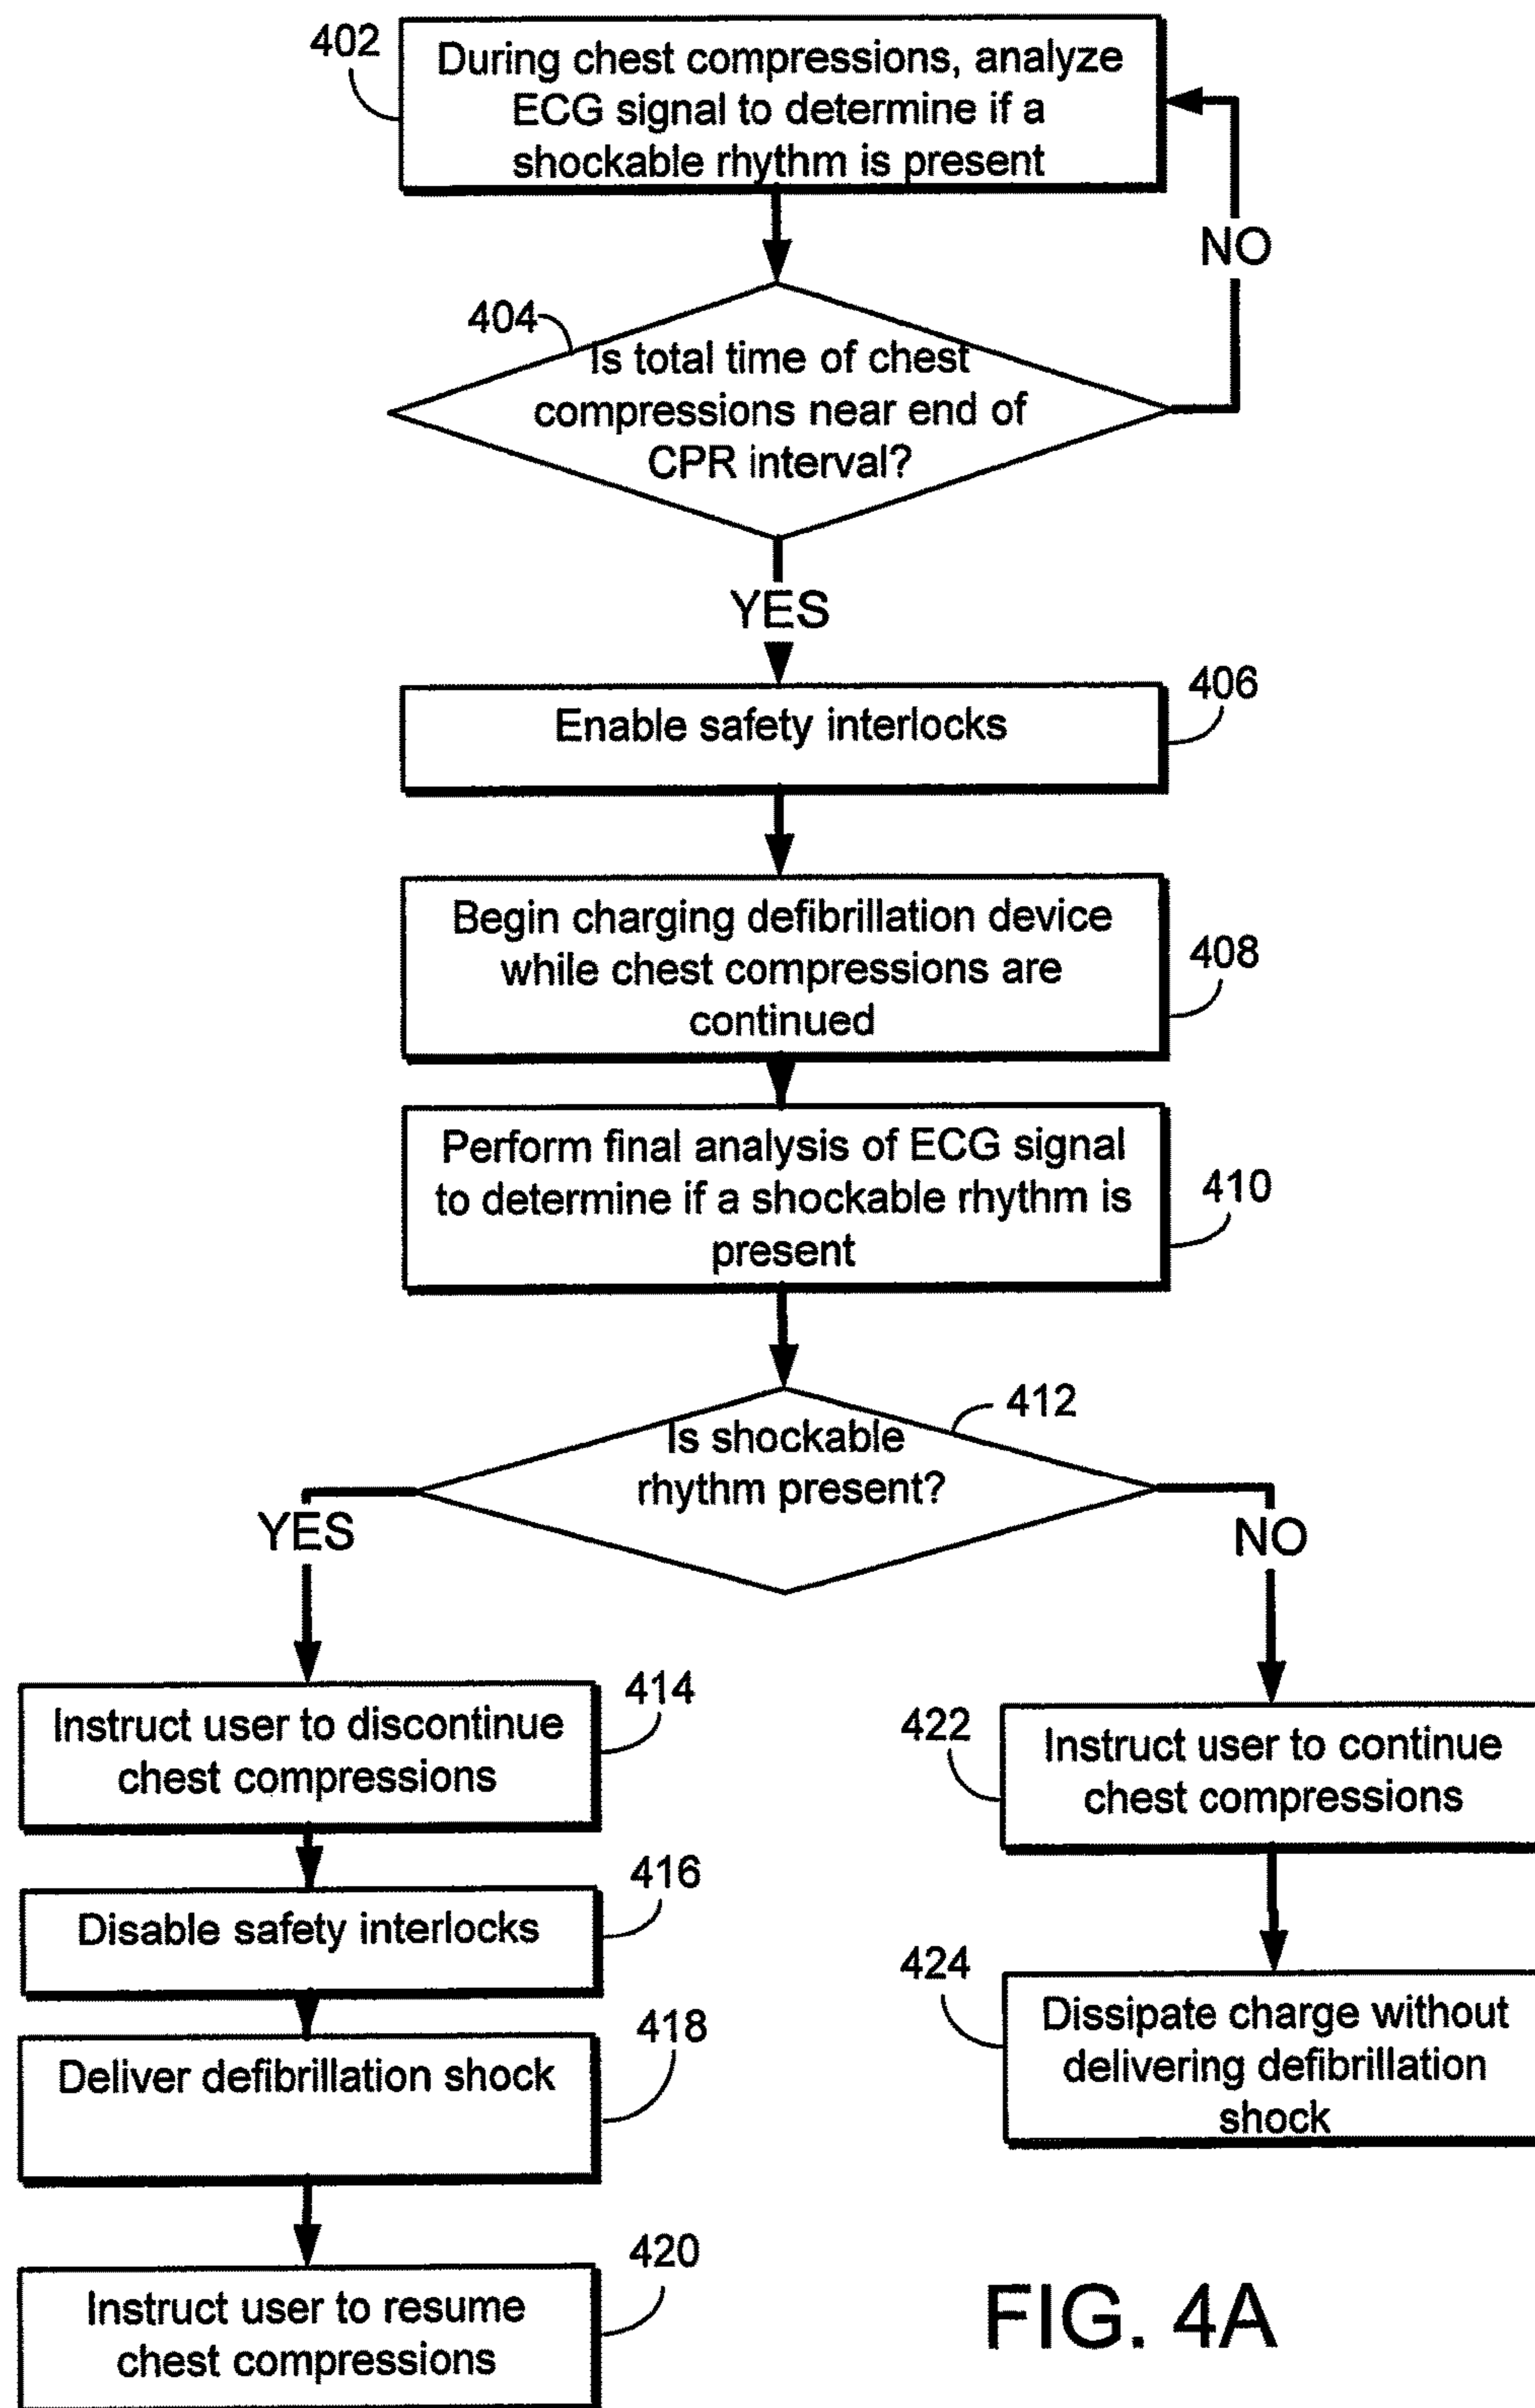 402
During chest compressions, analyze
ECG signal to determine if a
shockable rhythm is present
NO
404
Is total time of chest
compressions near end of
CPR interval?
YES
406
Enable safety interlocks
Begin charging defibrillation device
while chest compressions are
continued
408
Perform final analysis of ECG signal
to determine if a shockable rhythm is
present
410
412
Is shockable
rhythm present?
YES
NO
414
Instruct user to discontinue
chest compressions
422
Instruct user to continue
chest compressions
416
Disable safety interlocks
424
Dissipate charge without
delivering defibrillation
shock
418
Deliver defibrillation shock
420
Instruct user to resume
chest compressions
FIG. 4A